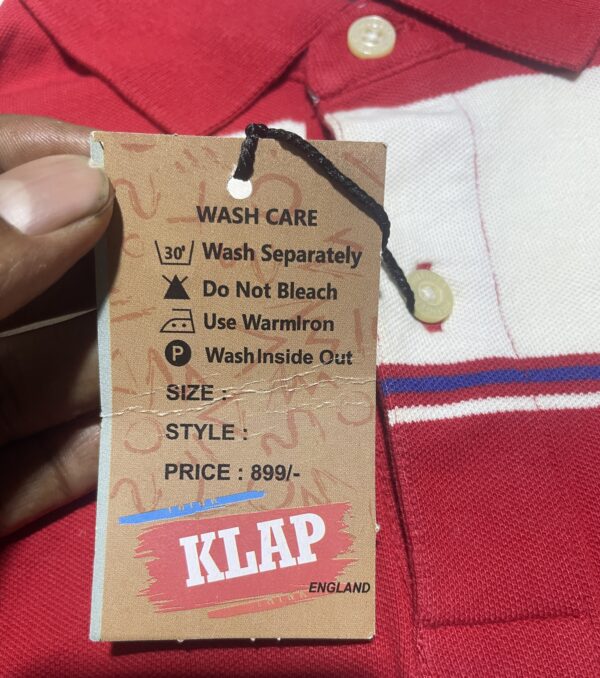 WASH CARE
30° Wash Separately
Do Not Bleach
Use WarmIron
P WashInside Out
SIZE :
STYLE :
PRICE : 899/-
KLAP
ENGLAND